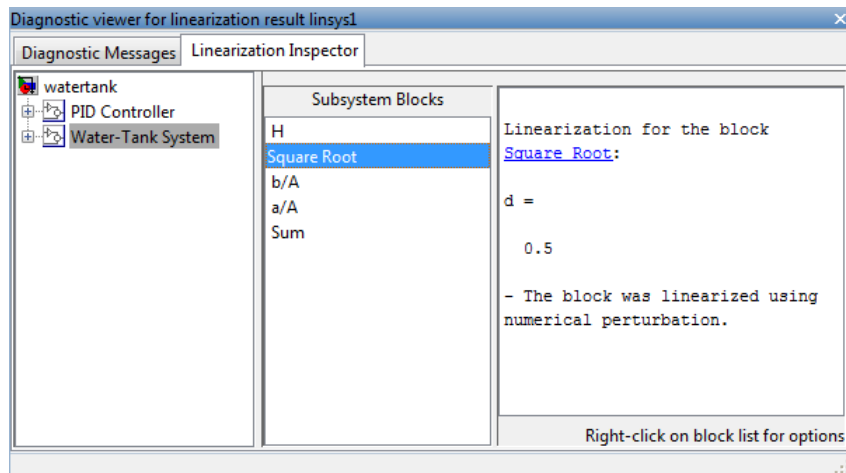 Diagnostic viewer for linearization result linsys1
Diagnostic Messages
Linearization Inspector
watertank
PID Controller
Water-Tank System
Subsystem Blocks
H
Square Root
b/A
a/A
Sum
Linearization for the block
Square Root:
d =
0.5
- The block was linearized using
numerical perturbation.
Right-click on block list for options